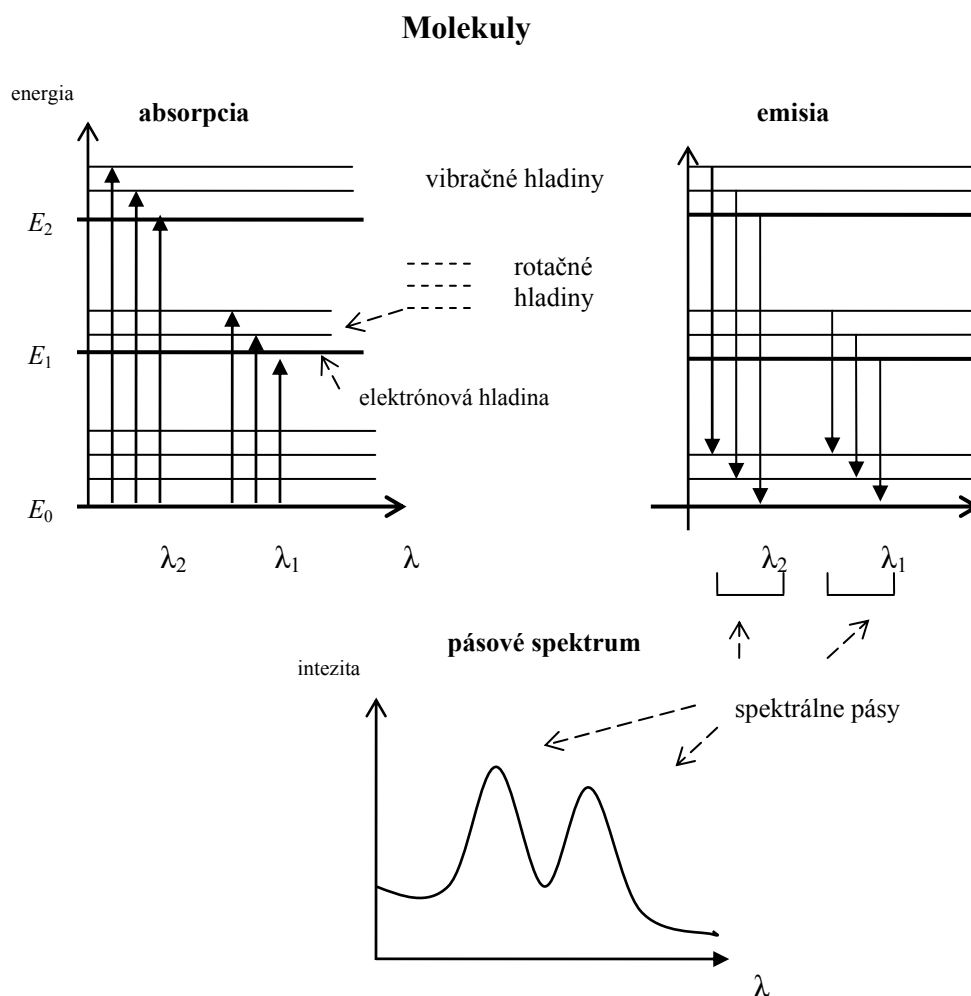 Molekuly
energia
absorpcia
emisia
vibračné hladiny
E₂
rotačné
hladiny
E₁
elektrónová hladina
E₀
λ₂
λ₁
λ
λ₂
λ₁
pásové spektrum
intezita
spektrálne pásy
λ